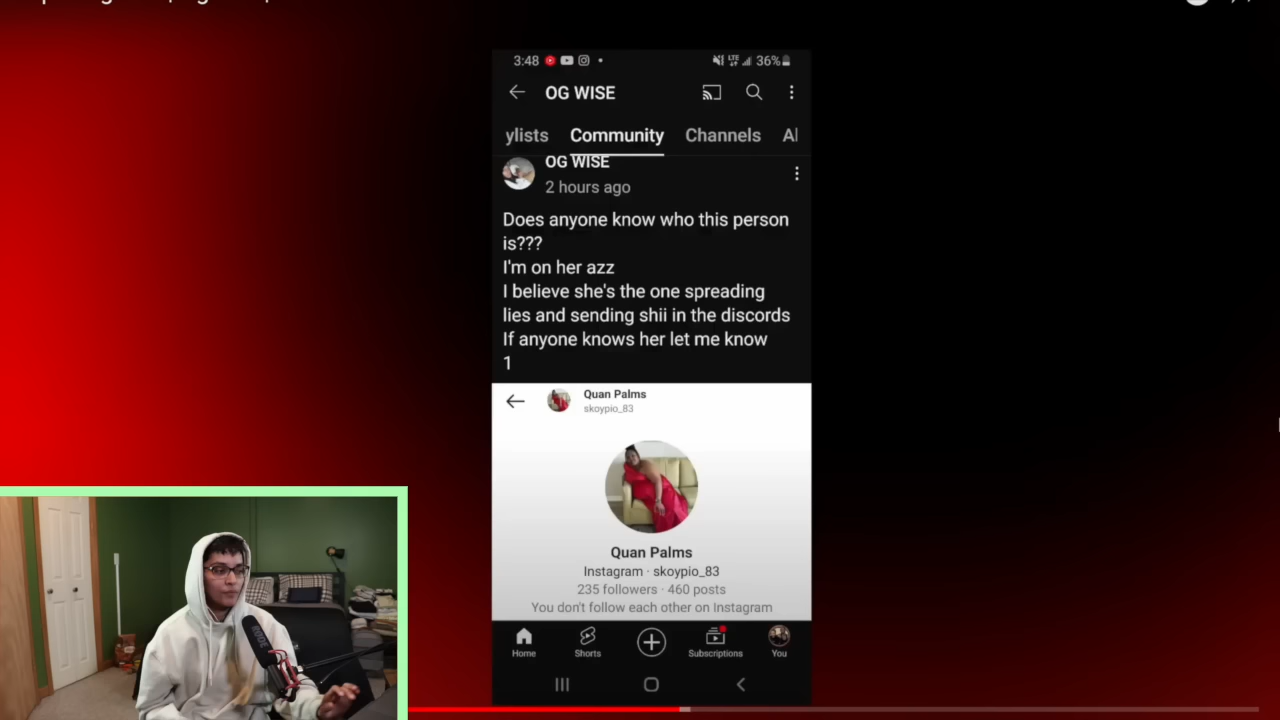 3:48
LTE
36%
OG WISE
ylists
Community
Channels
OG WISE
2 hours ago
Does anyone know who this person
is???
I'm on her azz
I believe she's the one spreading
lies and sending shii in the discords
If anyone knows her let me know
1
Quan Palms
skoypio_83
Quan Palms
Instagram · skoypio_83
235 followers · 460 posts
You don't follow each other on Instagram
Home
Shorts
Subscriptions
You